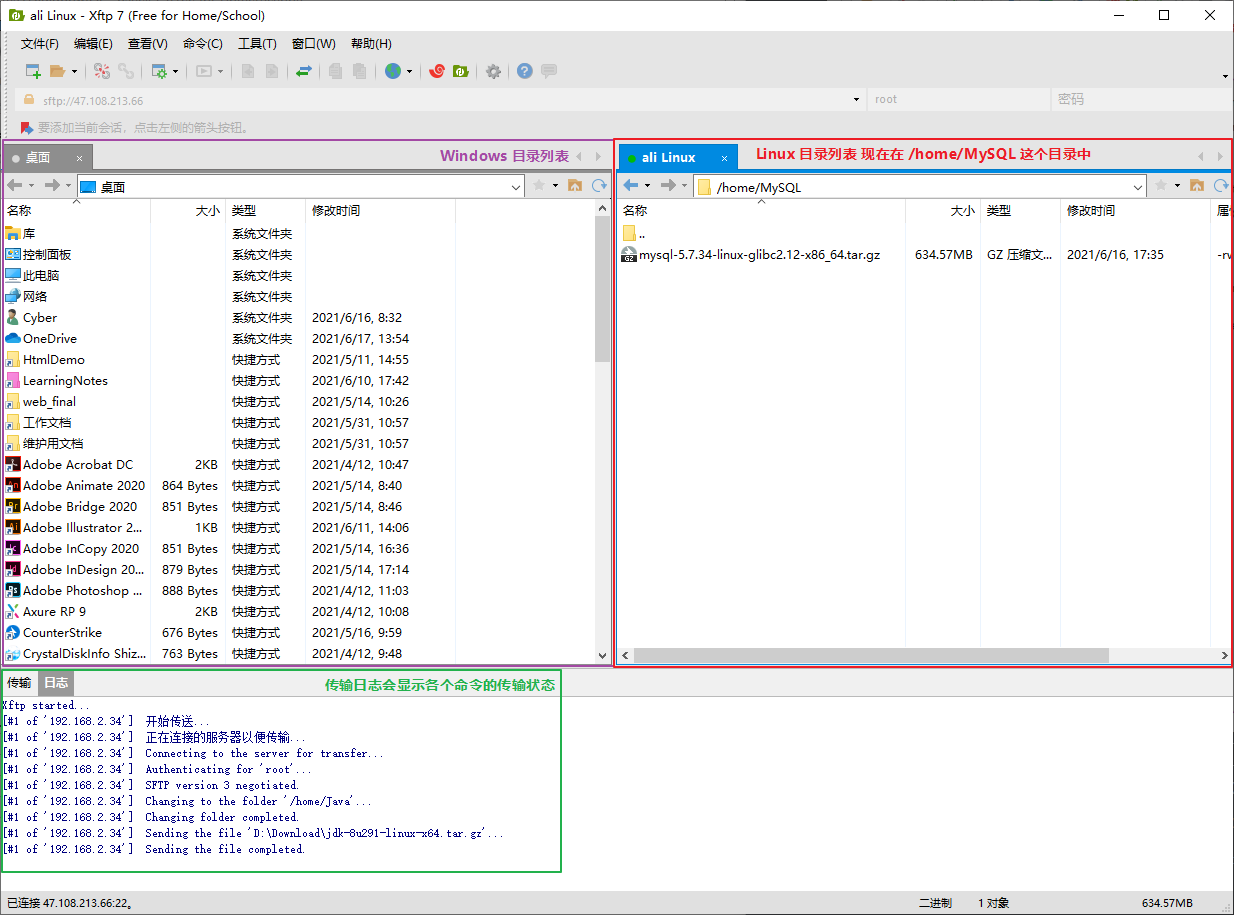 ali Linux - Xftp 7 (Free for Home/School)
文件(F) 编辑(E) 查看(V) 命令(C) 工具(T) 窗口(W) 帮助(H)
sftp://47.108.213.66 root 密码
要添加当前会话，点击左侧的箭头按钮。
桌面 × Windows 目录列表
桌面
名称 大小 类型 修改时间
库 系统文件夹
控制面板 系统文件夹
此电脑 系统文件夹
网络 系统文件夹
Cyber 系统文件夹 2021/6/16, 8:32
OneDrive 系统文件夹 2021/6/17, 13:54
HtmlDemo 快捷方式 2021/5/11, 14:55
LearningNotes 快捷方式 2021/6/10, 17:42
web_final 快捷方式 2021/5/14, 10:26
工作文档 快捷方式 2021/5/31, 10:57
维护用文档 快捷方式 2021/5/31, 10:57
Adobe Acrobat DC 2KB 快捷方式 2021/4/12, 10:47
Adobe Animate 2020 864 Bytes 快捷方式 2021/5/14, 8:40
Adobe Bridge 2020 851 Bytes 快捷方式 2021/5/14, 8:46
Adobe Illustrator 2... 1KB 快捷方式 2021/6/11, 14:06
Adobe InCopy 2020 851 Bytes 快捷方式 2021/5/14, 16:36
Adobe InDesign 20... 879 Bytes 快捷方式 2021/5/14, 17:14
Adobe Photoshop ... 888 Bytes 快捷方式 2021/4/12, 11:03
Axure RP 9 2KB 快捷方式 2021/4/12, 10:08
CounterStrike 676 Bytes 快捷方式 2021/5/16, 9:59
CrystalDiskInfo Shiz... 763 Bytes 快捷方式 2021/4/12, 9:48
ali Linux × Linux 目录列表 现在在 /home/MySQL 这个目录中
/home/MySQL
名称 大小 类型 修改时间 属
..
mysql-5.7.34-linux-glibc2.12-x86_64.tar.gz 634.57MB GZ 压缩文... 2021/6/16, 17:35 -rw
传输 日志 传输日志会显示各个命令的传输状态
Xftp started...
[#1 of '192.168.2.34'] 开始传送...
[#1 of '192.168.2.34'] 正在连接的服务器以便传输...
[#1 of '192.168.2.34'] Connecting to the server for transfer...
[#1 of '192.168.2.34'] Authenticating for 'root'...
[#1 of '192.168.2.34'] SFTP version 3 negotiated.
[#1 of '192.168.2.34'] Changing to the folder '/home/Java'...
[#1 of '192.168.2.34'] Changing folder completed.
[#1 of '192.168.2.34'] Sending the file 'D:\Download\jdk-8u291-linux-x64.tar.gz'...
[#1 of '192.168.2.34'] Sending the file completed.
已连接 47.108.213.66:22。 二进制 1 对象 634.57MB